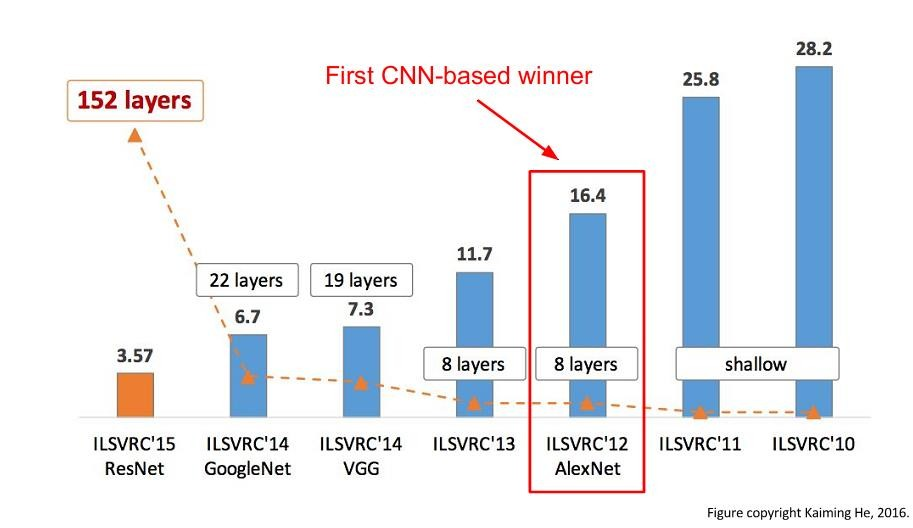 First CNN-based winner
152 layers
22 layers
19 layers
8 layers
8 layers
shallow
3.57
6.7
7.3
11.7
16.4
25.8
28.2
ILSVRC'15
ResNet
ILSVRC'14
GoogleNet
ILSVRC'14
VGG
ILSVRC'13
ILSVRC'12
AlexNet
ILSVRC'11
ILSVRC'10
Figure copyright Kaiming He, 2016.